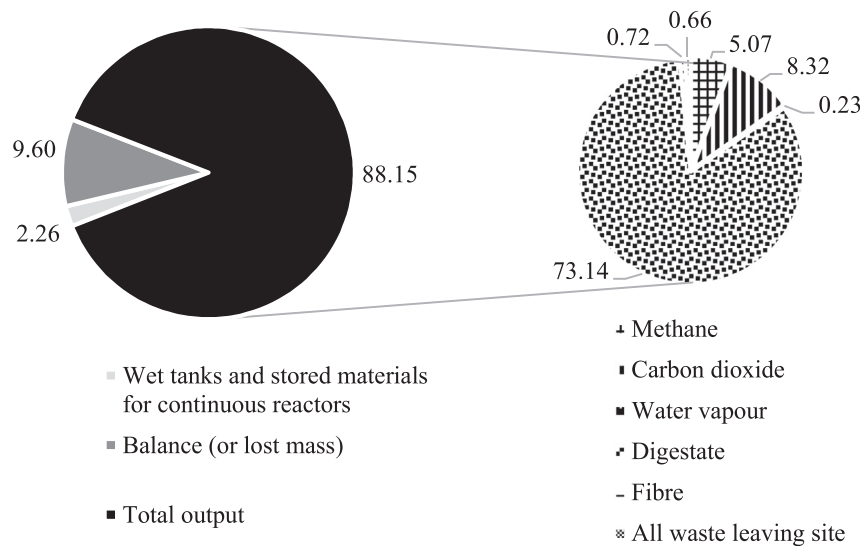 0.66
0.72
5.07
8.32
0.23
9.60
88.15
2.26
73.14
Methane
Wet tanks and stored materials
for continuous reactors
Carbon dioxide
Water vapour
Balance (or lost mass)
Digestate
Fibre
Total output
All waste leaving site